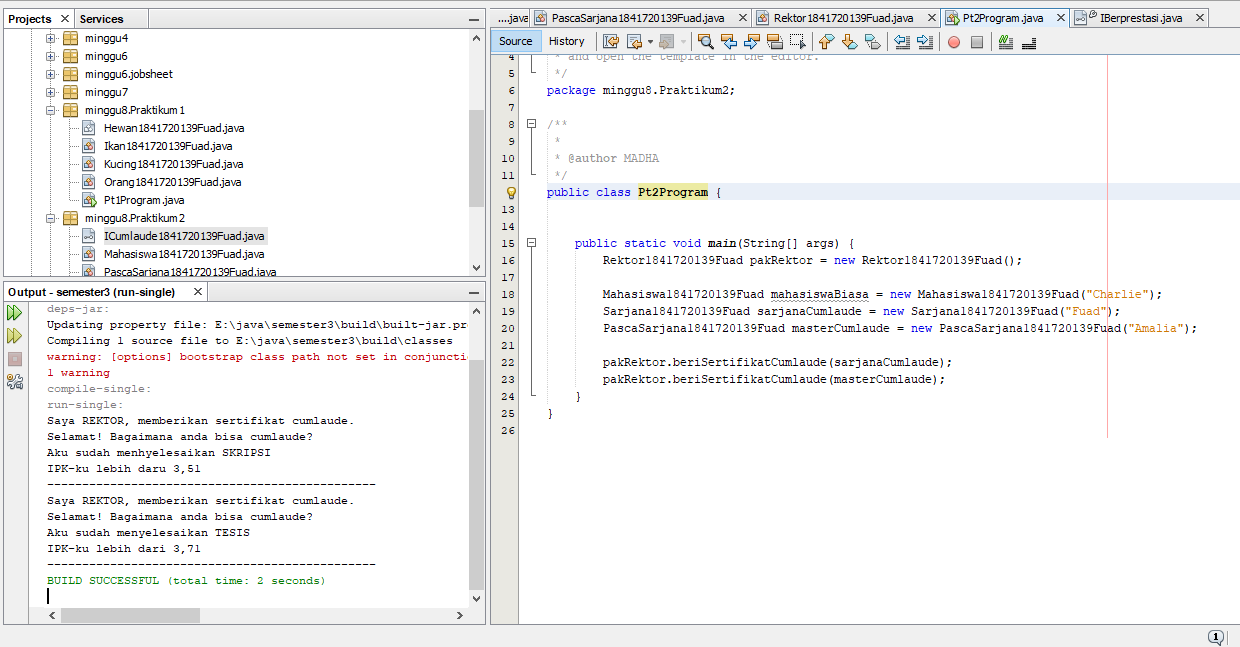 Projects
Services
minggu4
minggu6
minggu6.jobsheet
minggu7
minggu8.Praktikum1
Hewan1841720139Fuad.java
Ikan1841720139Fuad.java
Kucing1841720139Fuad.java
Orang1841720139Fuad.java
Pt1Program.java
minggu8.Praktikum2
ICumlaude1841720139Fuad.java
Mahasiswa1841720139Fuad.java
PascaSarjana1841720139Fuad.java
Output - semester3 (run-single)
deps-jar:
Updating property file: E:\java\semester3\build\built-jar.pr
Compiling 1 source file to E:\java\semester3\build\classes
warning: [options] bootstrap class path not set in conjuncti
1 warning
compile-single:
run-single:
Saya REKTOR, memberikan sertifikat cumlaude.
Selamat! Bagaimana anda bisa cumlaude?
Aku sudah menhyelesaikan SKRIPSI
IPK-ku lebih daru 3,51
-----------------------------------------------
Saya REKTOR, memberikan sertifikat cumlaude.
Selamat! Bagaimana anda bisa cumlaude?
Aku sudah menyelesaikan TESIS
IPK-ku lebih dari 3,71
-----------------------------------------------
BUILD SUCCESSFUL (total time: 2 seconds)
...java
PascaSarjana1841720139Fuad.java
Rektor1841720139Fuad.java
Pt2Program.java
IBerprestasi.java
Source
History
4 * and open the template in the editor.
5 */
6 package minggu8.Praktikum2;
7
8 /**
9 *
10 * @author MADHA
11 */
public class Pt2Program {
13
14
15 public static void main(String[] args) {
16 Rektor1841720139Fuad pakRektor = new Rektor1841720139Fuad();
17
18 Mahasiswa1841720139Fuad mahasiswaBiasa = new Mahasiswa1841720139Fuad("Charlie");
19 Sarjana1841720139Fuad sarjanaCumlaude = new Sarjana1841720139Fuad("Fuad");
20 PascaSarjana1841720139Fuad masterCumlaude = new PascaSarjana1841720139Fuad("Amalia");
21
22 pakRektor.beriSertifikatCumlaude(sarjanaCumlaude);
23 pakRektor.beriSertifikatCumlaude(masterCumlaude);
24 }
25 }
26
1